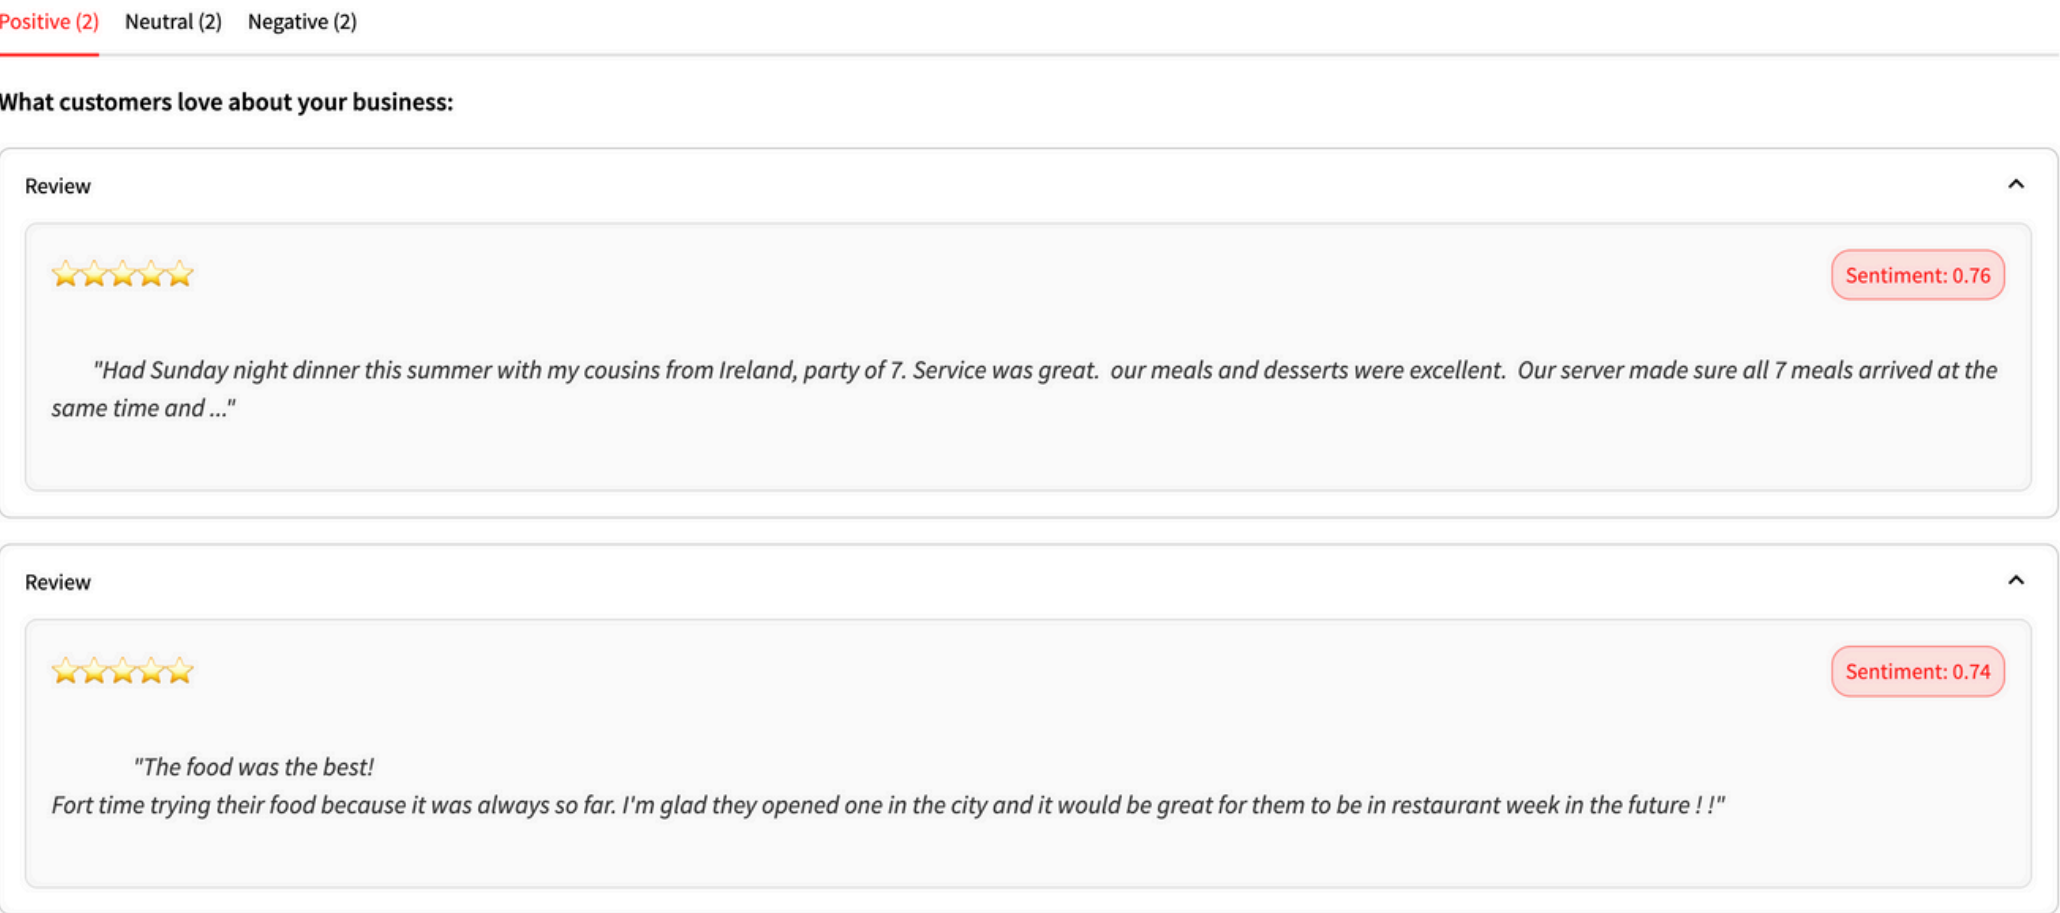 Positive (2) Neutral (2) Negative (2)
What customers love about your business:
Review
Sentiment: 0.76
"Had Sunday night dinner this summer with my cousins from Ireland, party of 7. Service was great.  our meals and desserts were excellent.  Our server made sure all 7 meals arrived at the
same time and ..."
Review
Sentiment: 0.74
"The food was the best!
Fort time trying their food because it was always so far. I'm glad they opened one in the city and it would be great for them to be in restaurant week in the future ! !"